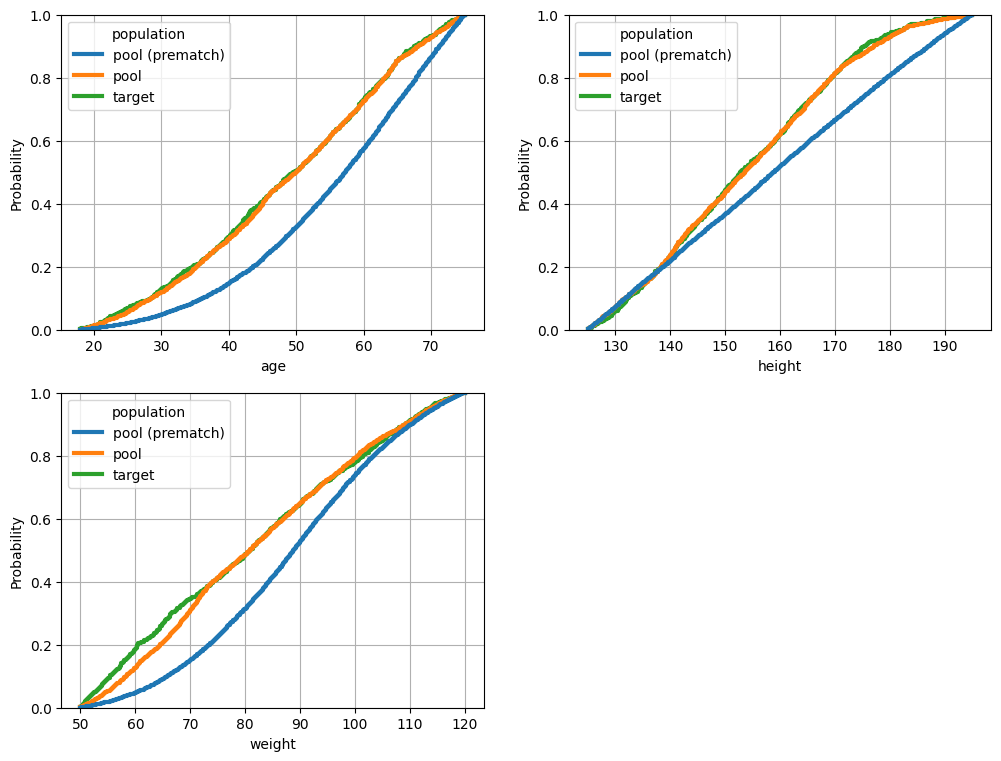 population
pool (prematch)
pool
target
Probability
1.0
0.8
0.6
0.4
0.2
0.0
20 30 40 50 60 70
age
population
pool (prematch)
pool
target
Probability
1.0
0.8
0.6
0.4
0.2
0.0
130 140 150 160 170 180 190
height
population
pool (prematch)
pool
target
Probability
1.0
0.8
0.6
0.4
0.2
0.0
50 60 70 80 90 100 110 120
weight